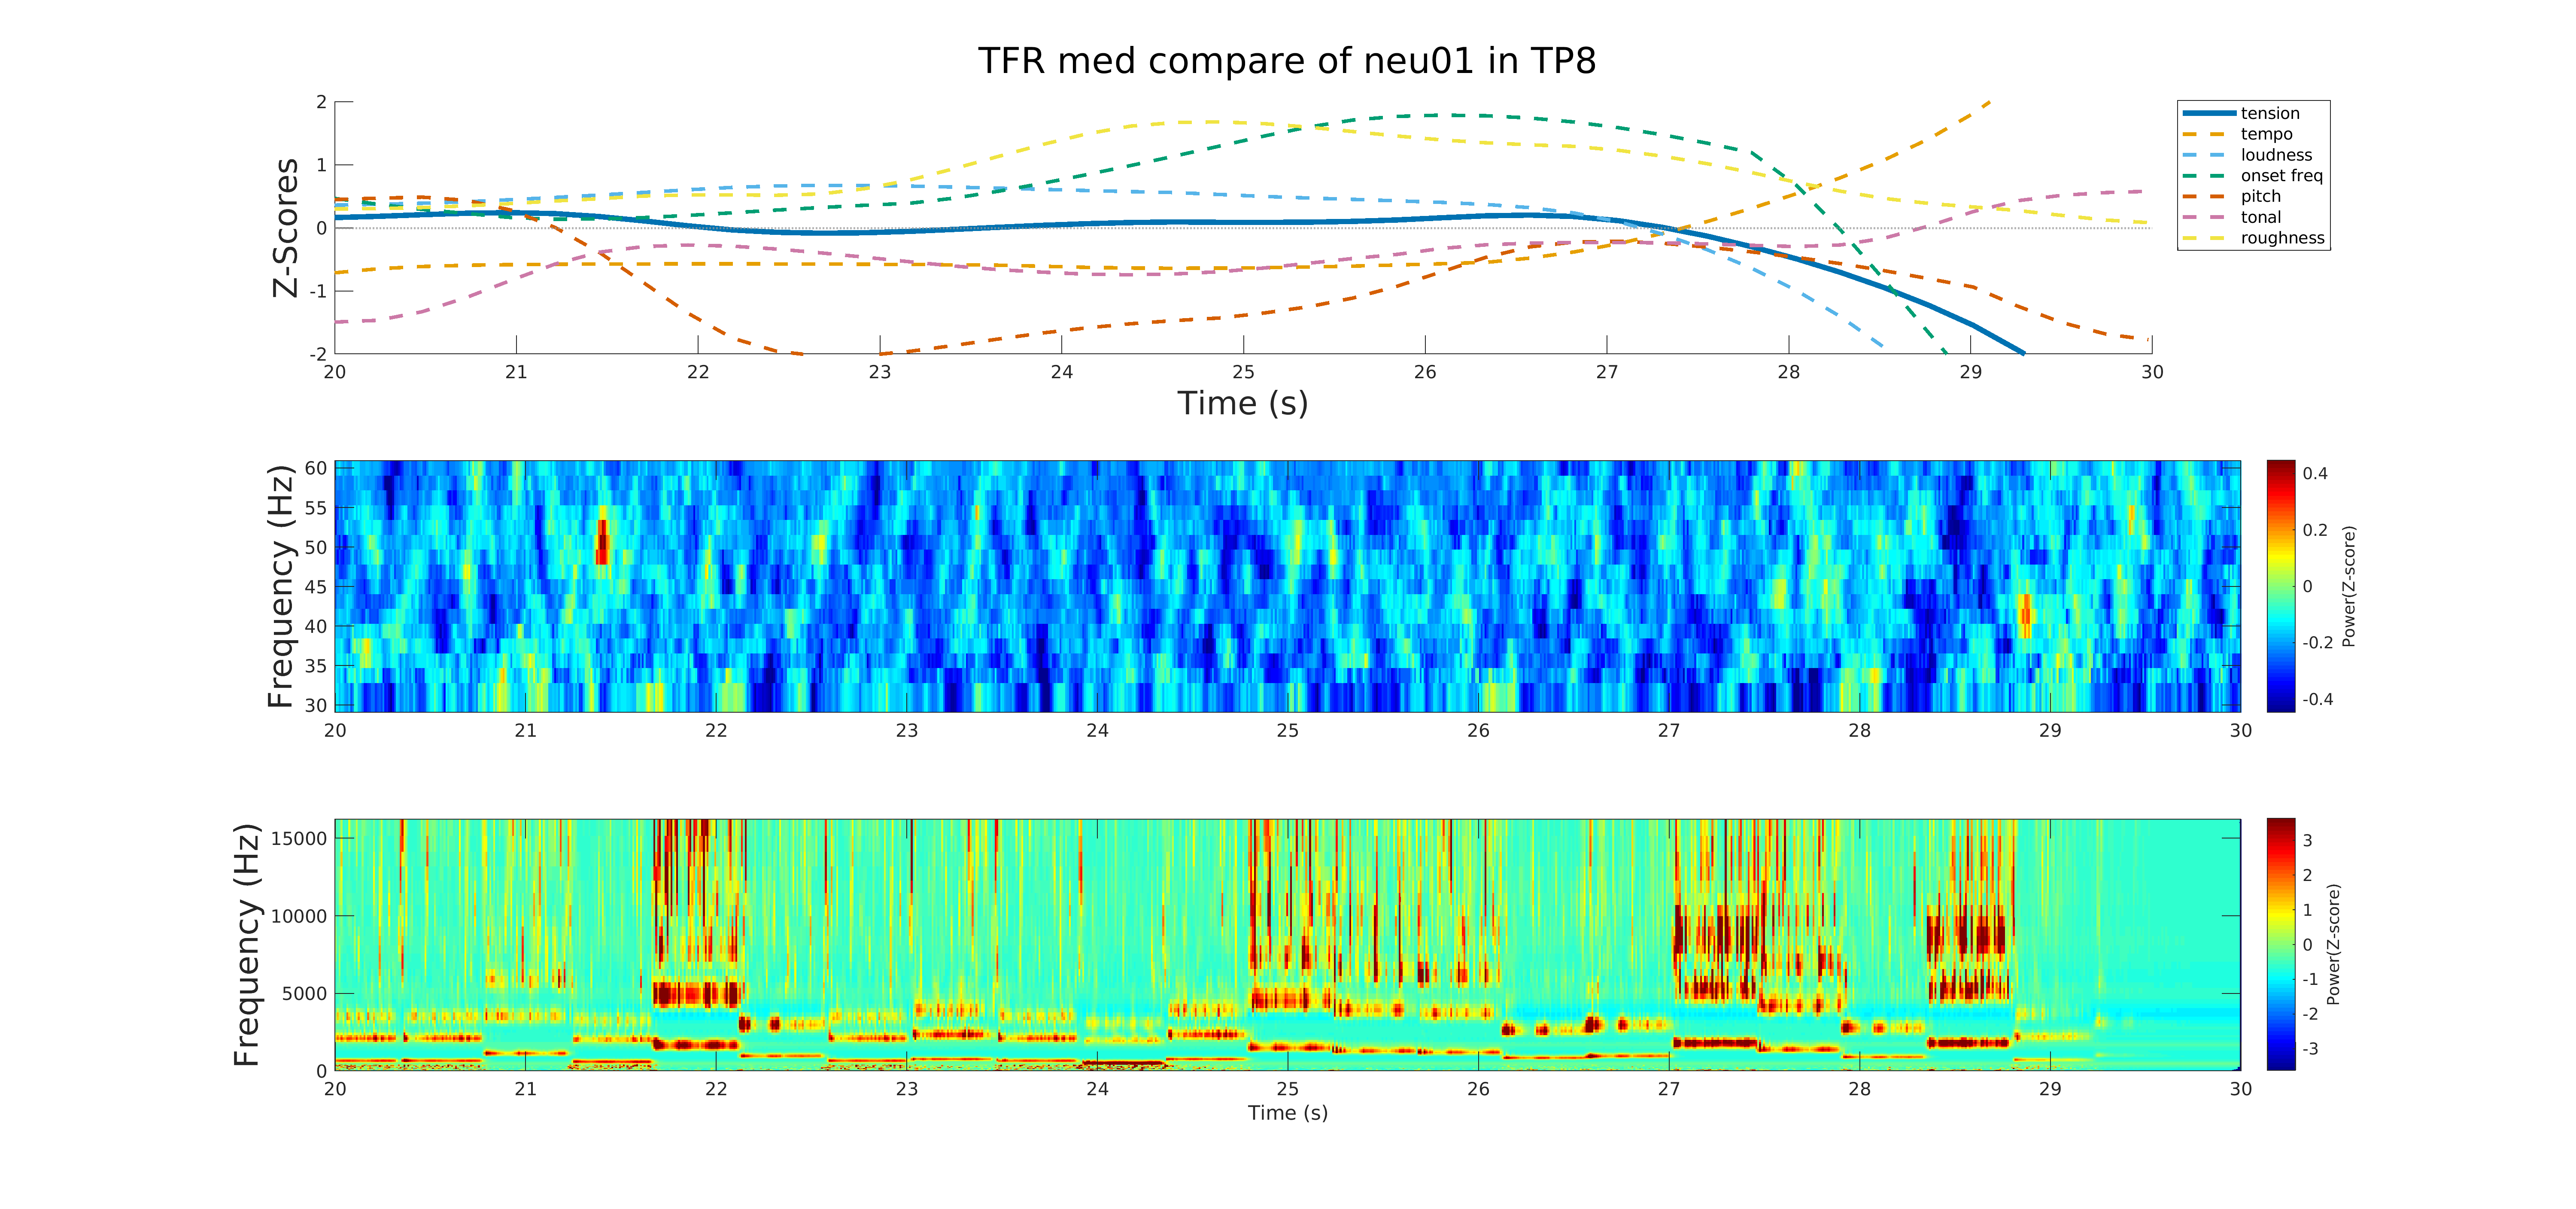 TFR med compare of neu01 in TP8
Z-Scores
2
1
0
-1
-2
20 21 22 23 24 25 26 27 28 29 30
Time (s)
tension
tempo
loudness
onset freq
pitch
tonal
roughness
Frequency (Hz)
60
55
50
45
40
35
30
20 21 22 23 24 25 26 27 28 29 30
0.4
0.2
0
-0.2
-0.4
Power(Z-score)
Frequency (Hz)
15000
10000
5000
0
20 21 22 23 24 25 26 27 28 29 30
Time (s)
3
2
1
0
-1
-2
-3
Power(Z-score)